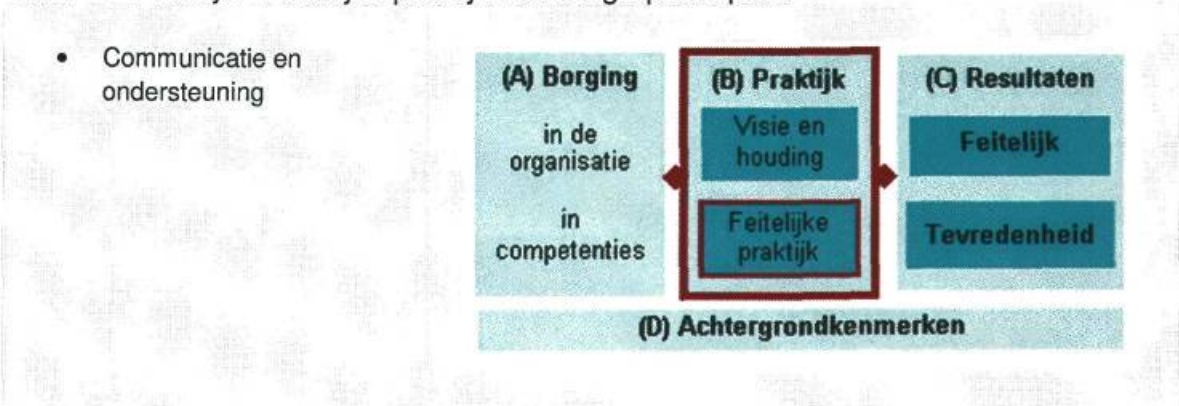 • Communicatie en
ondersteuning
(A) Borging
in de
organisatie
in
competenties
(B) Praktijk
Visie en
houding
Feitelijke
praktijk
(C) Resultaten
Feitelijk
Tevredenheid
(D) Achtergrondkenmerken